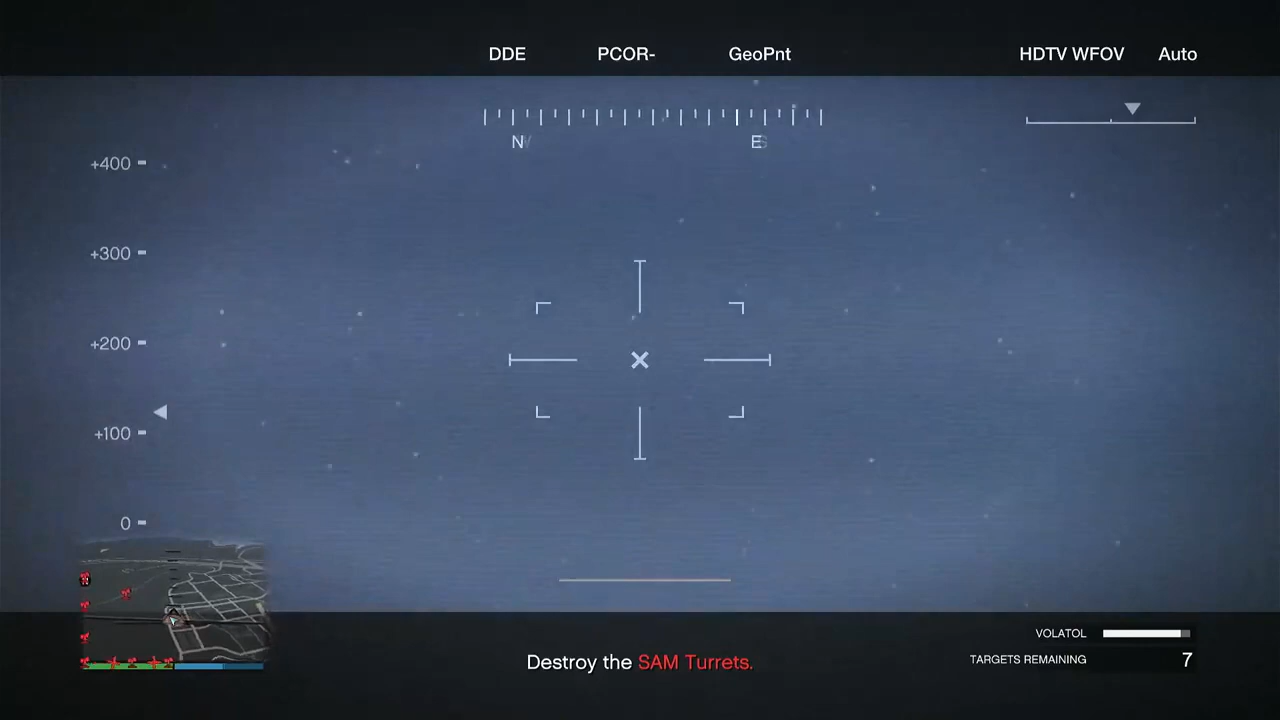 DDE PCOR- GeoPnt HDTV WFOV Auto
N E
+400
+300
+200
+100
0
VOLATOL
Destroy the SAM Turrets.
TARGETS REMAINING 7